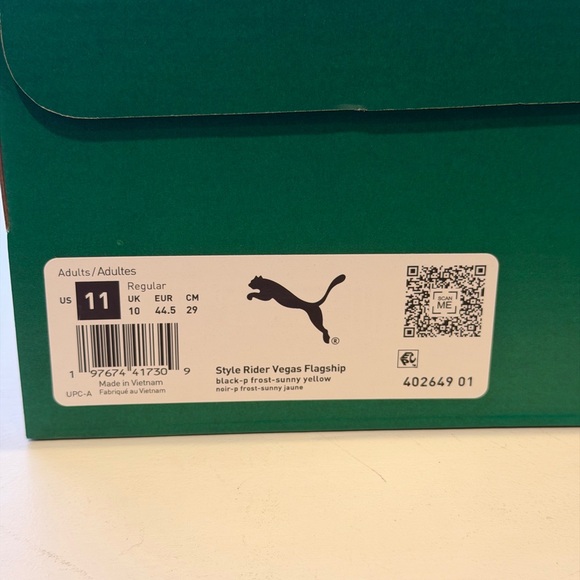 Adults/Adultes
Regular
US 11 UK EUR CM
10 44.5 29
1 97674 41730 9
Made in Vietnam
UPC-A Fabriqué au Vietnam
®
Style Rider Vegas Flagship
black-p frost-sunny yellow
noir-p frost-sunny jaune
SCAN
ME
402649 01